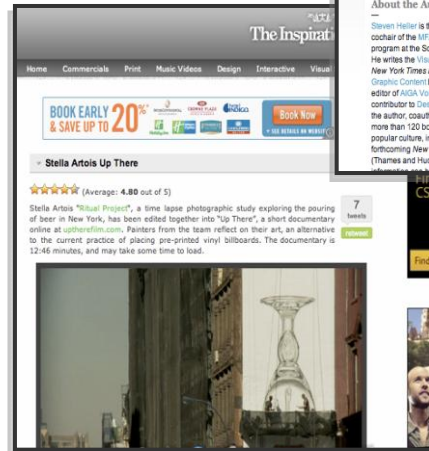 The Inspirati
Home Commercials Print Music Videos Design Interactive Visual
BOOK EARLY
& SAVE UP TO 20%
Book Now
Stella Artois Up There
(Average: 4.80 out of 5)
Stella Artois "Ritual Project", a time lapse photographic study exploring the pouring
of beer in New York, has been edited together into "Up There", a short documentary
online at uptherefilm.com. Painters from the team reflect on their art, an alternative
to the current practice of placing pre-printed vinyl billboards. The documentary is
12:46 minutes, and may take some time to load.
7
tweets
retweet
About the A
Steven Heller is t
cochair of the MF
program at the Sc
He writes the Vis
New York Times
Graphic Content
editor of AIGA Vo
contributor to De
the author, coaut
more than 120 bo
popular culture, i
forthcoming New
(Thames and Hud
CS
Find